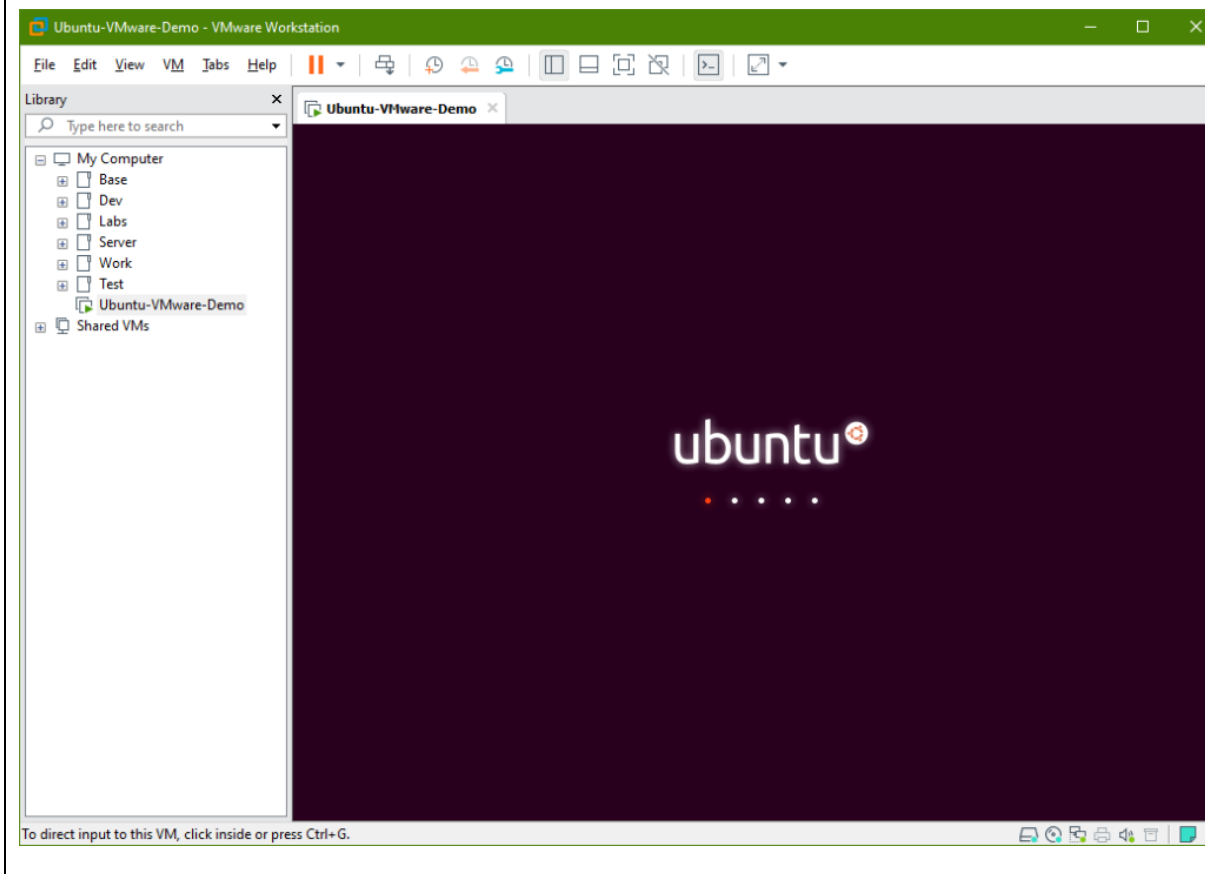 Ubuntu-VMware-Demo - VMware Workstation
File Edit View VM Tabs Help
Library
Ubuntu-VMware-Demo
Type here to search
My Computer
Base
Dev
Labs
Server
Work
Test
Ubuntu-VMware-Demo
Shared VMs
ubuntu
To direct input to this VM, click inside or press Ctrl+G.